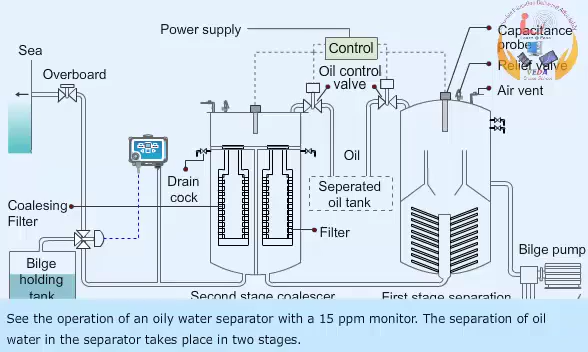 Power supply
Control
Capacitance
probe
Relief valve
Air vent
Sea
Overboard
Oil control
valve
Oil
Drain
cock
Seperated
oil tank
Coalesing
Filter
Filter
Bilge
holding
tank
Bilge pump
Second stage coalescer
First stage separation
VEDA
See the operation of an oily water separator with a 15 ppm monitor. The separation of oil
water in the separator takes place in two stages.